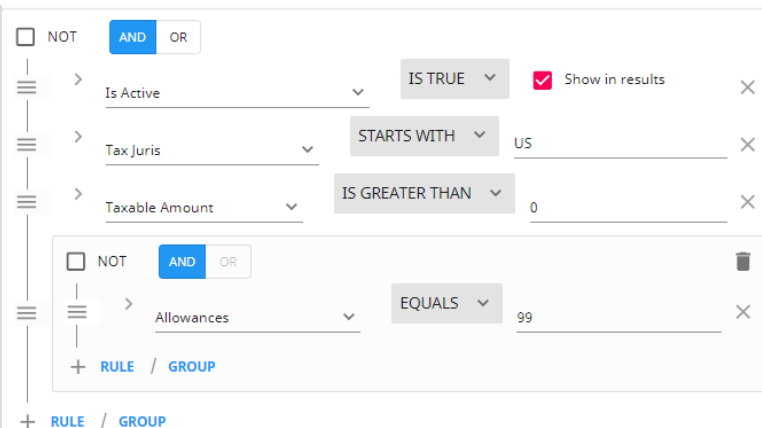 NOT AND OR
Is Active IS TRUE Show in results
Tax Juris STARTS WITH US
Taxable Amount IS GREATER THAN 0
NOT AND OR
Allowances EQUALS 99
+ RULE / GROUP
+ RULE / GROUP